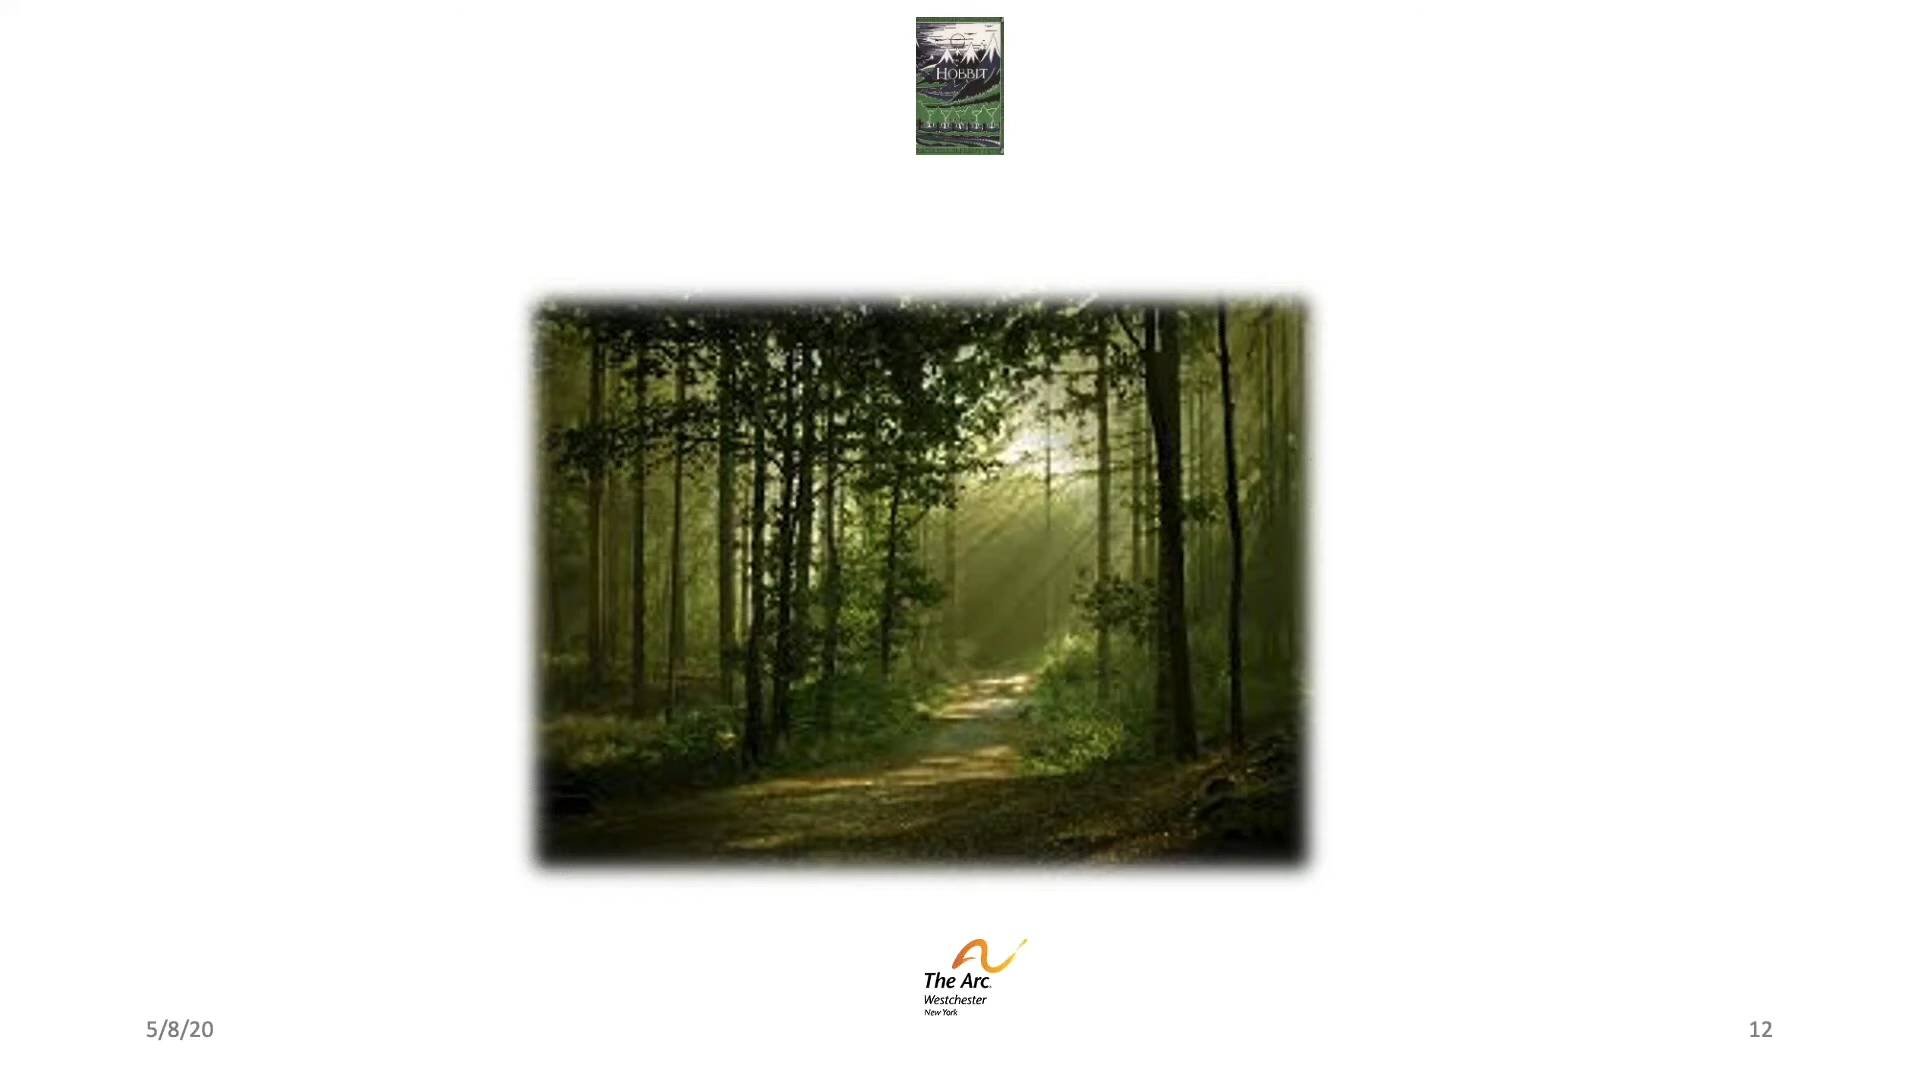 HOBBIT
The Arc.
Westchester
New York
5/8/20
12